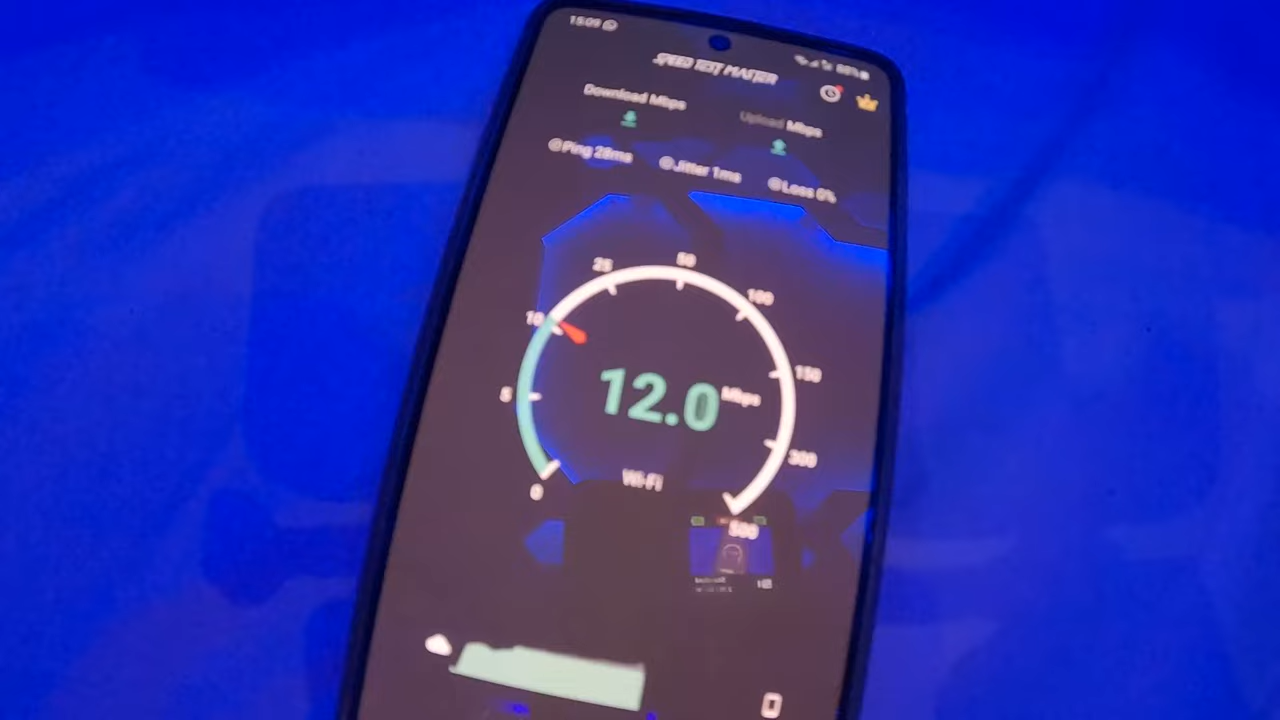 15:09
SPEED TEST MASTER
Download Mbps
Upload Mbps
Ping 28ms
Jitter 1ms
Loss 0%
50
25
100
10
150
5
12.0 Mbps
300
Wi-Fi
0
500